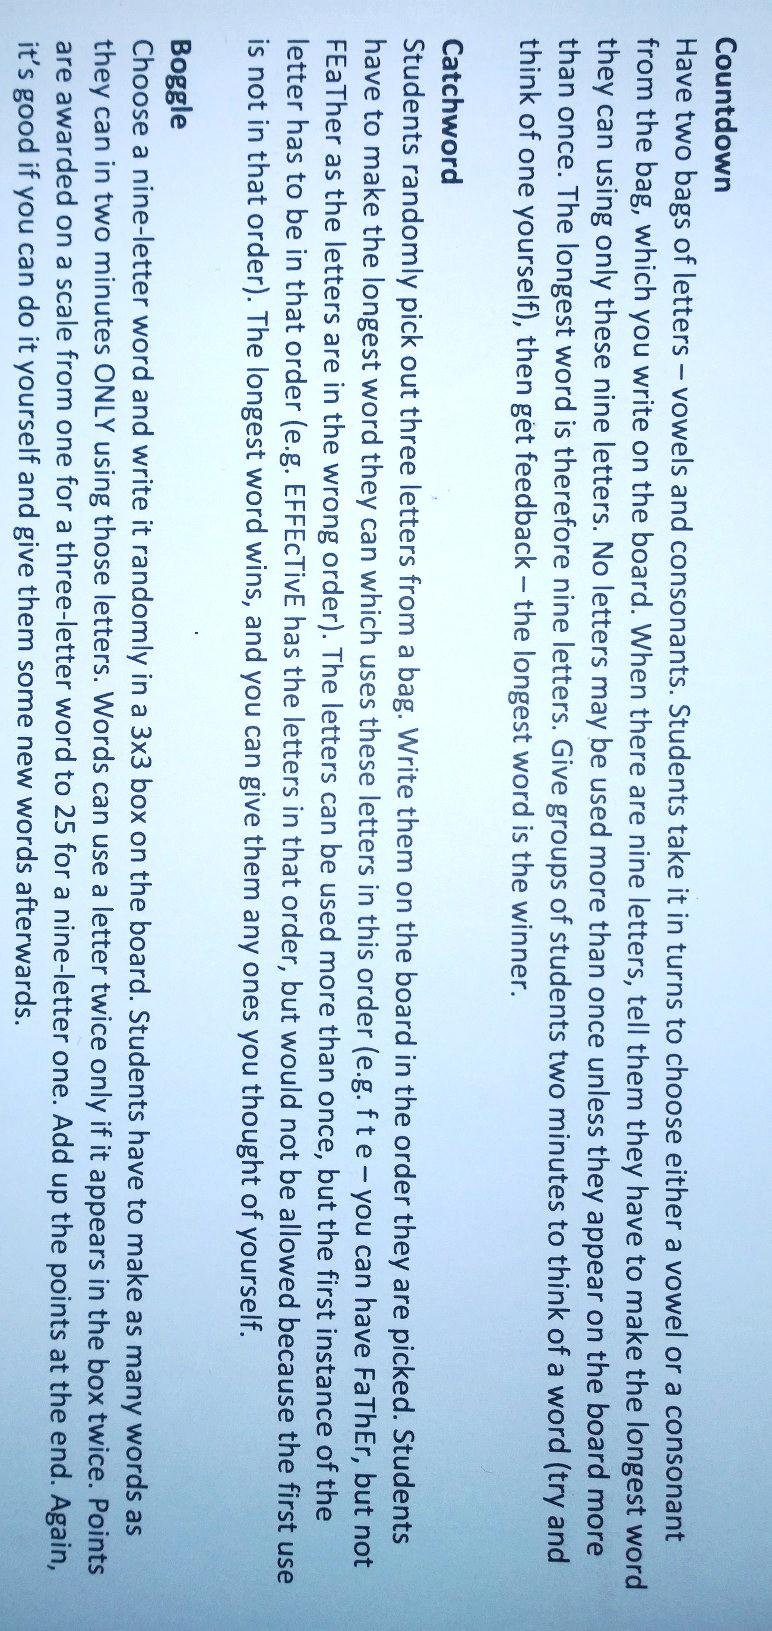 Countdown
Have two bags of letters – vowels and consonants. Students take it in turns to choose either a vowel or a consonant
from the bag, which you write on the board. When there are nine letters, tell them they have to make the longest word
they can using only these nine letters. No letters may be used more than once unless they appear on the board more
than once. The longest word is therefore nine letters. Give groups of students two minutes to think of a word (try and
think of one yourself), then get feedback – the longest word is the winner.
Catchword
Students randomly pick out three letters from a bag. Write them on the board in the order they are picked. Students
have to make the longest word they can which uses these letters in this order (e.g. f t e – you can have FaThEr, but not
FEaTher as the letters are in the wrong order). The letters can be used more than once, but the first instance of the
letter has to be in that order (e.g. EFFEcTivE has the letters in that order, but would not be allowed because the first use
is not in that order). The longest word wins, and you can give them any ones you thought of yourself.
Boggle
Choose a nine-letter word and write it randomly in a 3x3 box on the board. Students have to make as many words as
they can in two minutes ONLY using those letters. Words can use a letter twice only if it appears in the box twice. Points
are awarded on a scale from one for a three-letter word to 25 for a nine-letter one. Add up the points at the end. Again,
it's good if you can do it yourself and give them some new words afterwards.